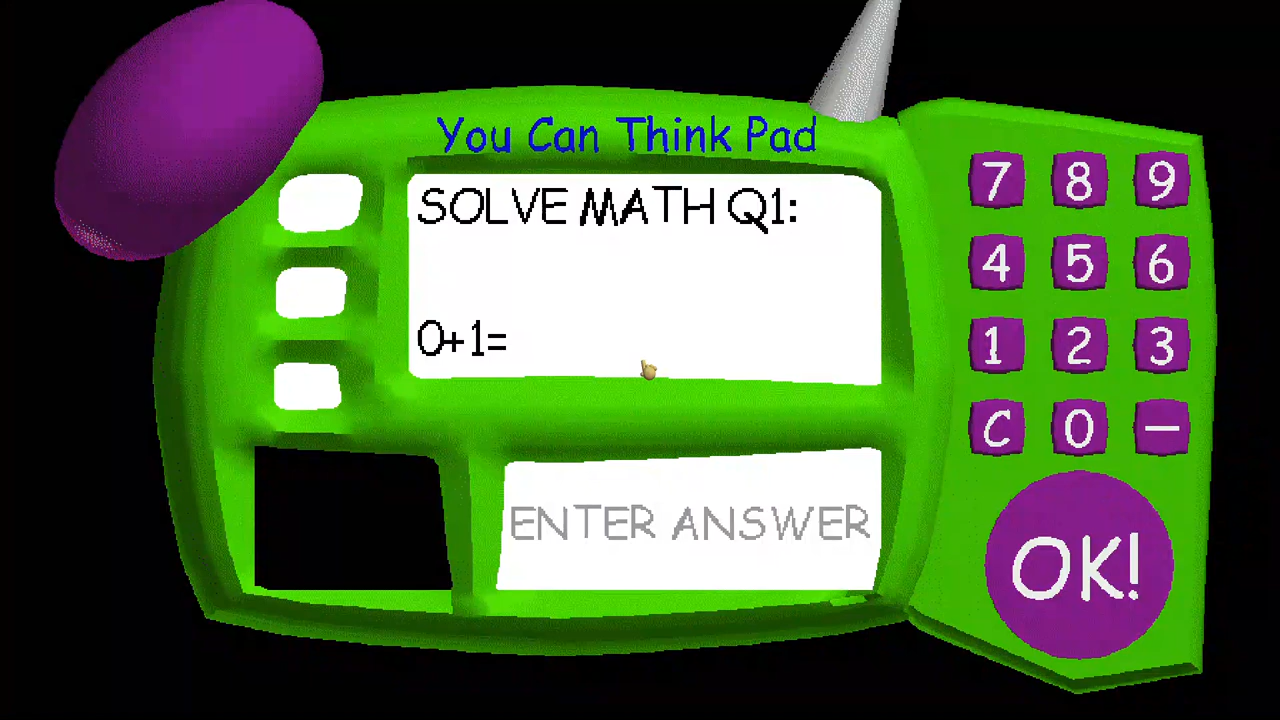 You Can Think Pad
SOLVE MATH Q1:
0+1=
ENTER ANSWER
7 8 9
4 5 6
1 2 3
C 0 –
OK!